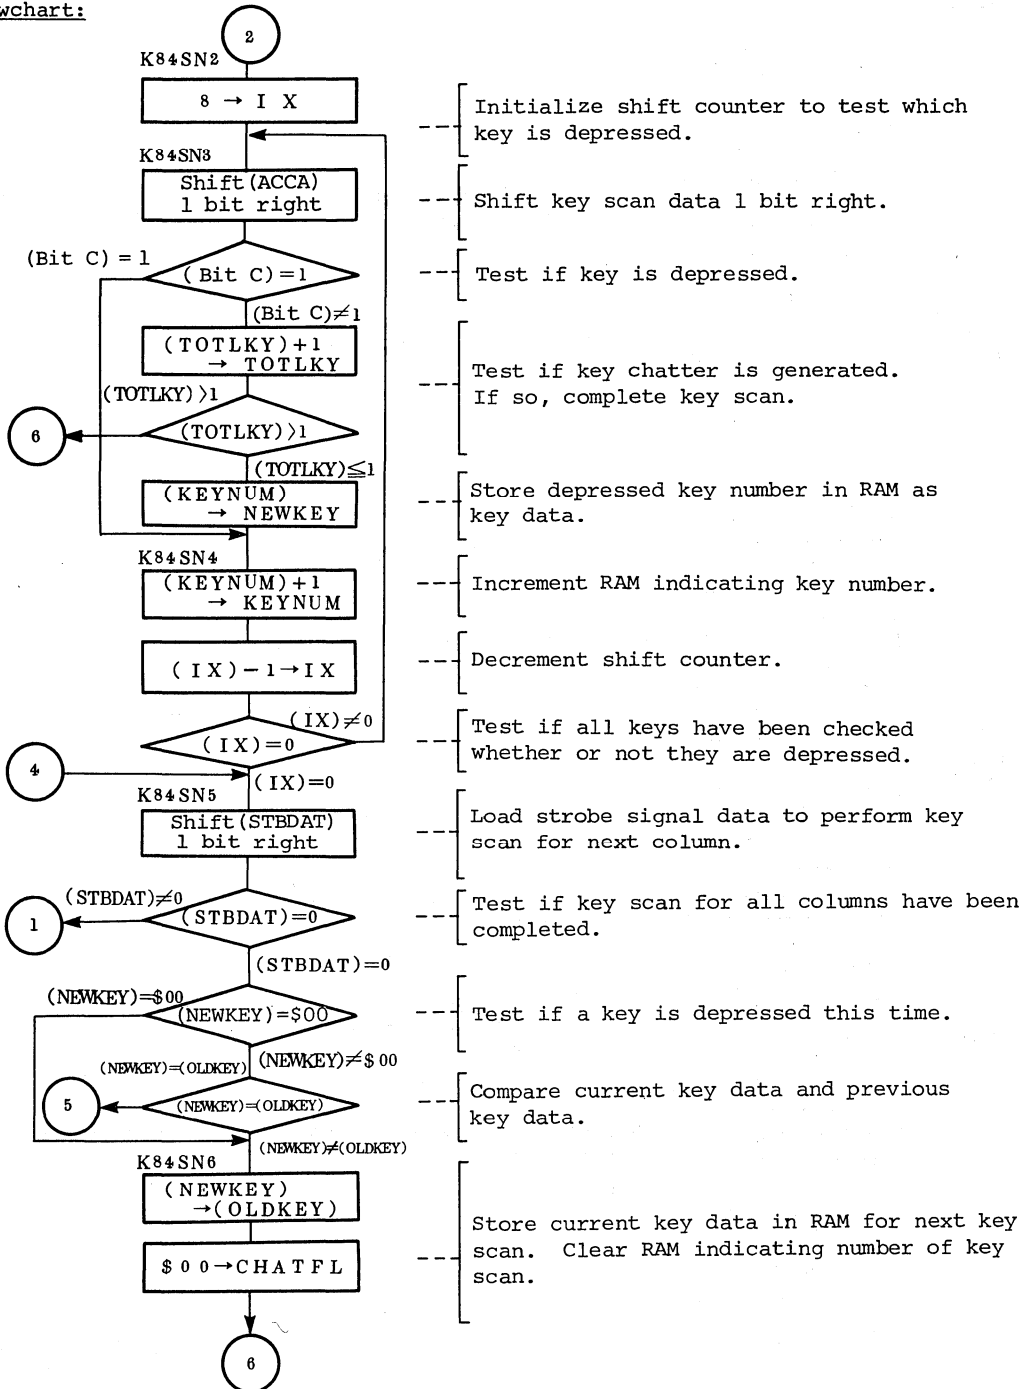 wchart:
2
K84SN2
8 → I X
Initialize shift counter to test which
key is depressed.
K84SN3
Shift(ACCA)
1 bit right
Shift key scan data 1 bit right.
(Bit C) = 1
(Bit C) = 1
Test if key is depressed.
(Bit C)≠1
(TOTLKY)+1
→ TOTLKY
Test if key chatter is generated.
If so, complete key scan.
(TOTLKY)>1
6
(TOTLKY)>1
(TOTLKY)≦1
(KEYNUM)
→ NEWKEY
Store depressed key number in RAM as
key data.
K84SN4
(KEYNUM)+1
→ KEYNUM
Increment RAM indicating key number.
(IX)−1→IX
Decrement shift counter.
(IX)≠0
(IX)=0
Test if all keys have been checked
whether or not they are depressed.
4
(IX)=0
K84SN5
Shift(STBDAT)
1 bit right
Load strobe signal data to perform key
scan for next column.
(STBDAT)≠0
1
(STBDAT)=0
Test if key scan for all columns have been
completed.
(STBDAT)=0
(NEWKEY)=$00
(NEWKEY)=$00
Test if a key is depressed this time.
(NEWKEY)≠$00
(NEWKEY)=(OLDKEY)
5
(NEWKEY)=(OLDKEY)
Compare current key data and previous
key data.
(NEWKEY)≠(OLDKEY)
K84SN6
(NEWKEY)
→(OLDKEY)
$00→CHATFL
Store current key data in RAM for next key
scan. Clear RAM indicating number of key
scan.
6